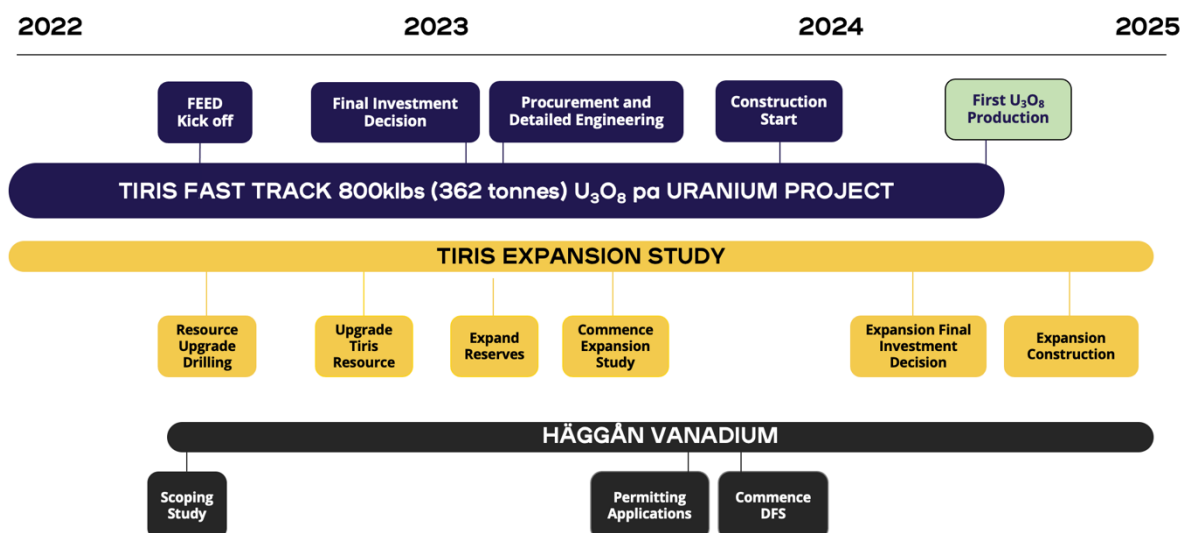 2022 2023 2024 2025
FEED
Kick off
Final Investment
Decision
Procurement and
Detailed Engineering
Construction
Start
First U₃O₈
Production
TIRIS FAST TRACK 800klbs (362 tonnes) U₃O₈ pa URANIUM PROJECT
TIRIS EXPANSION STUDY
Resource
Upgrade
Drilling
Upgrade
Tiris
Resource
Expand
Reserves
Commence
Expansion
Study
Expansion Final
Investment
Decision
Expansion
Construction
HÄGGÅN VANADIUM
Scoping
Study
Permitting
Applications
Commence
DFS